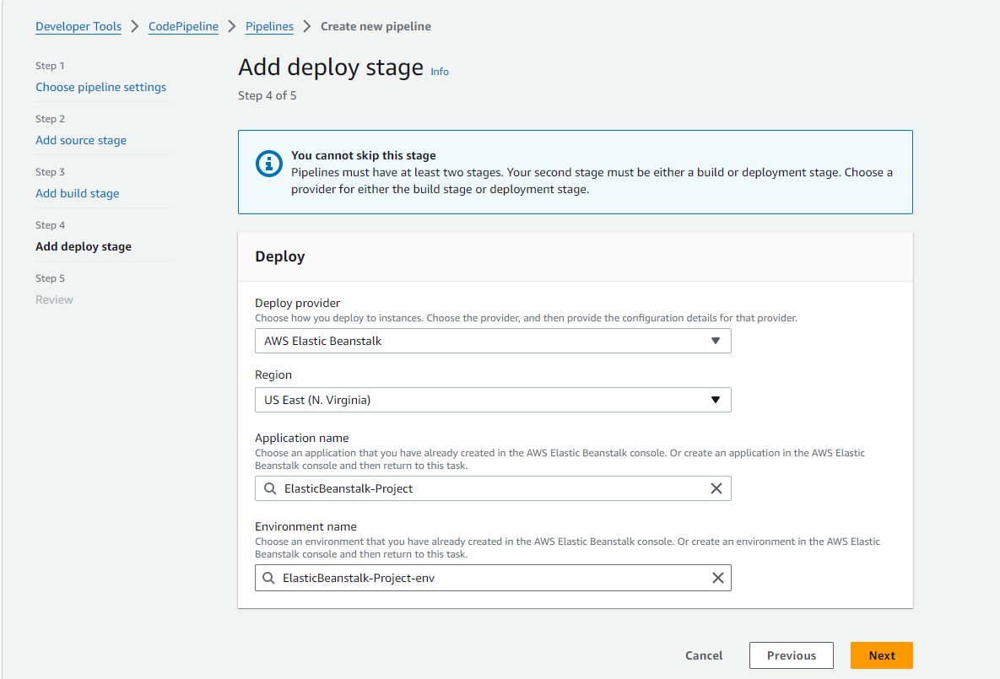 Developer Tools > CodePipeline > Pipelines > Create new pipeline
Step 1
Choose pipeline settings
Step 2
Add source stage
Step 3
Add build stage
Step 4
Add deploy stage
Step 5
Review
Add deploy stage Info
Step 4 of 5
You cannot skip this stage
Pipelines must have at least two stages. Your second stage must be either a build or deployment stage. Choose a
provider for either the build stage or deployment stage.
Deploy
Deploy provider
Choose how you deploy to instances. Choose the provider, and then provide the configuration details for that provider.
AWS Elastic Beanstalk
Region
US East (N. Virginia)
Application name
Choose an application that you have already created in the AWS Elastic Beanstalk console. Or create an application in the AWS Elastic
Beanstalk console and then return to this task.
ElasticBeanstalk-Project
Environment name
Choose an environment that you have already created in the AWS Elastic Beanstalk console. Or create an environment in the AWS Elastic
Beanstalk console and then return to this task.
ElasticBeanstalk-Project-env
Cancel Previous Next